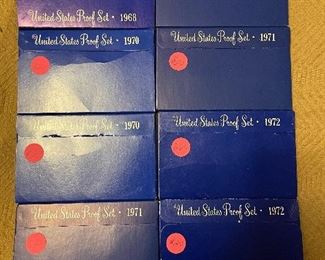 United States Proof Set · 1968
United States Proof Set · 1970
United States Proof Set · 1971
United States Proof Set · 1970
United States Proof Set · 1972
United States Proof Set · 1971
United States Proof Set · 1972